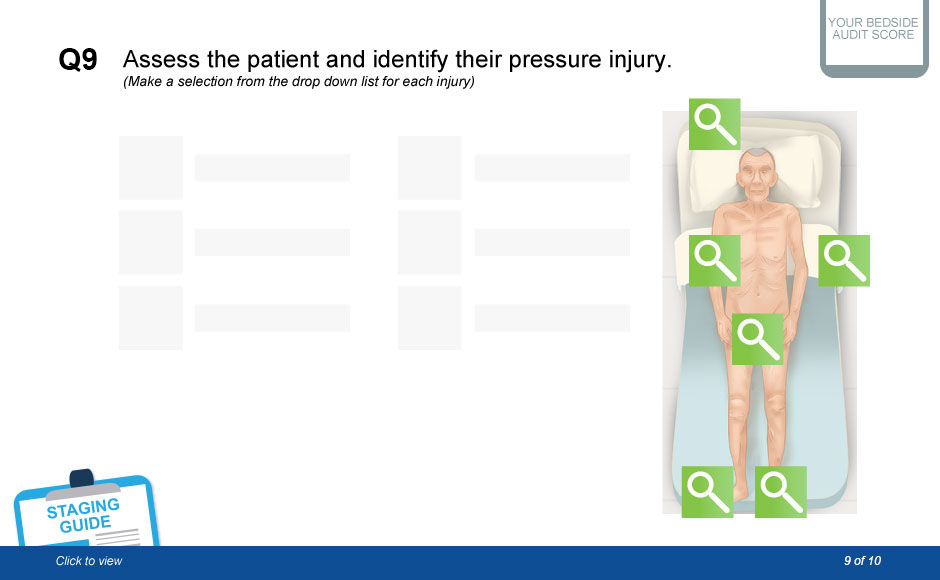 YOUR BEDSIDE
AUDIT SCORE
Q9 Assess the patient and identify their pressure injury.
(Make a selection from the drop down list for each injury)
STAGING
GUIDE
Click to view
9 of 10